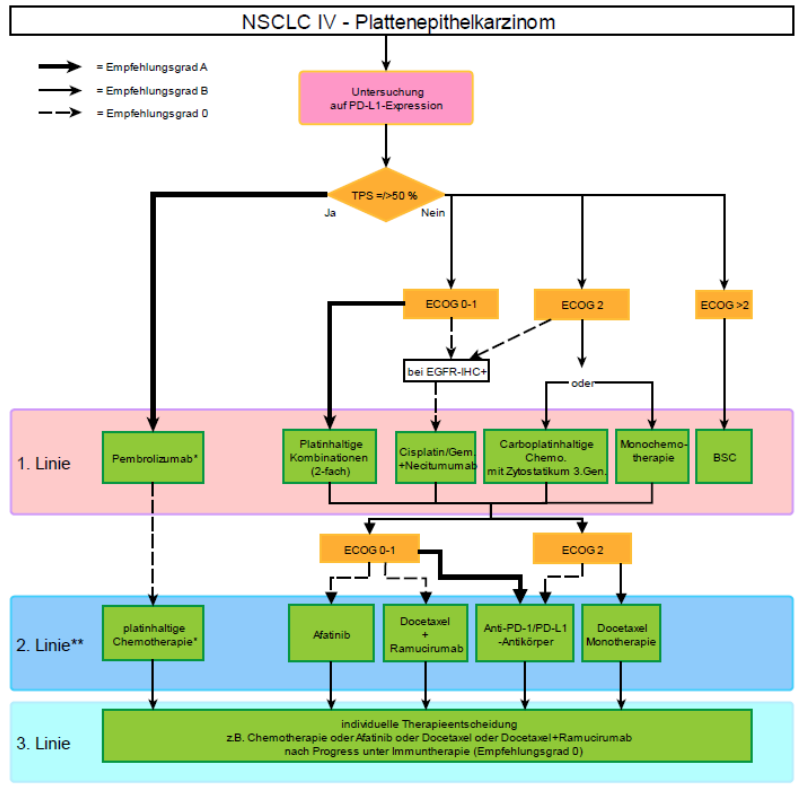 NSCLC IV - Plattenepithelkarzinom
= Empfehlungsgrad A
= Empfehlungsgrad B
= Empfehlungsgrad 0
Untersuchung
auf PD-L1-Expression
TPS =/>50 %
Ja
Nein
ECOG 0-1
ECOG 2
ECOG >2
bei EGFR-IHC+
oder
1. Linie
Pembrolizumab*
Platinhaltige
Kombinationen
(2-fach)
Cisplatin/Gem.
+Necitumumab
Carboplatinhaltige
Chemo.
mit Zytostatikum 3.Gen.
Monochemo-
therapie
BSC
ECOG 0-1
ECOG 2
2. Linie**
platinhaltige
Chemotherapie*
Afatinib
Docetaxel
+
Ramucirumab
Anti-PD-1/PD-L1
-Antikörper
Docetaxel
Monotherapie
3. Linie
individuelle Therapieentscheidung
z.B. Chemotherapie oder Afatinib oder Docetaxel oder Docetaxel+Ramucirumab
nach Progress unter Immuntherapie (Empfehlungsgrad 0)